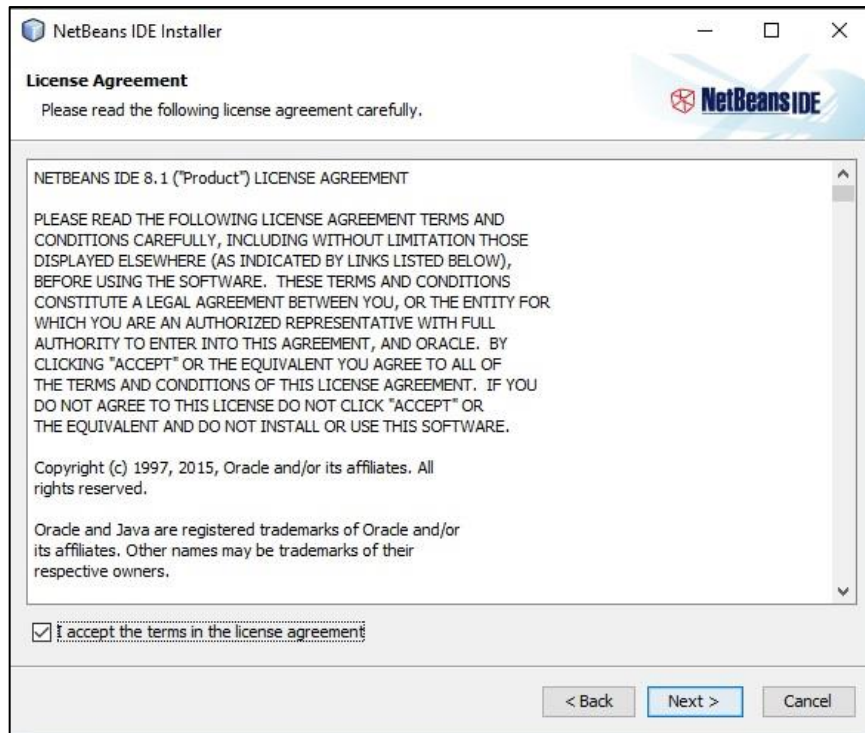 NetBeans IDE Installer
License Agreement
Please read the following license agreement carefully.
NetBeans IDE
NETBEANS IDE 8.1 ("Product") LICENSE AGREEMENT
PLEASE READ THE FOLLOWING LICENSE AGREEMENT TERMS AND
CONDITIONS CAREFULLY, INCLUDING WITHOUT LIMITATION THOSE
DISPLAYED ELSEWHERE (AS INDICATED BY LINKS LISTED BELOW),
BEFORE USING THE SOFTWARE.  THESE TERMS AND CONDITIONS
CONSTITUTE A LEGAL AGREEMENT BETWEEN YOU, OR THE ENTITY FOR
WHICH YOU ARE AN AUTHORIZED REPRESENTATIVE WITH FULL
AUTHORITY TO ENTER INTO THIS AGREEMENT, AND ORACLE.  BY
CLICKING "ACCEPT" OR THE EQUIVALENT YOU AGREE TO ALL OF
THE TERMS AND CONDITIONS OF THIS LICENSE AGREEMENT.  IF YOU
DO NOT AGREE TO THIS LICENSE DO NOT CLICK "ACCEPT" OR
THE EQUIVALENT AND DO NOT INSTALL OR USE THIS SOFTWARE.
Copyright (c) 1997, 2015, Oracle and/or its affiliates. All
rights reserved.
Oracle and Java are registered trademarks of Oracle and/or
its affiliates. Other names may be trademarks of their
respective owners.
I accept the terms in the license agreement
< Back
Next >
Cancel